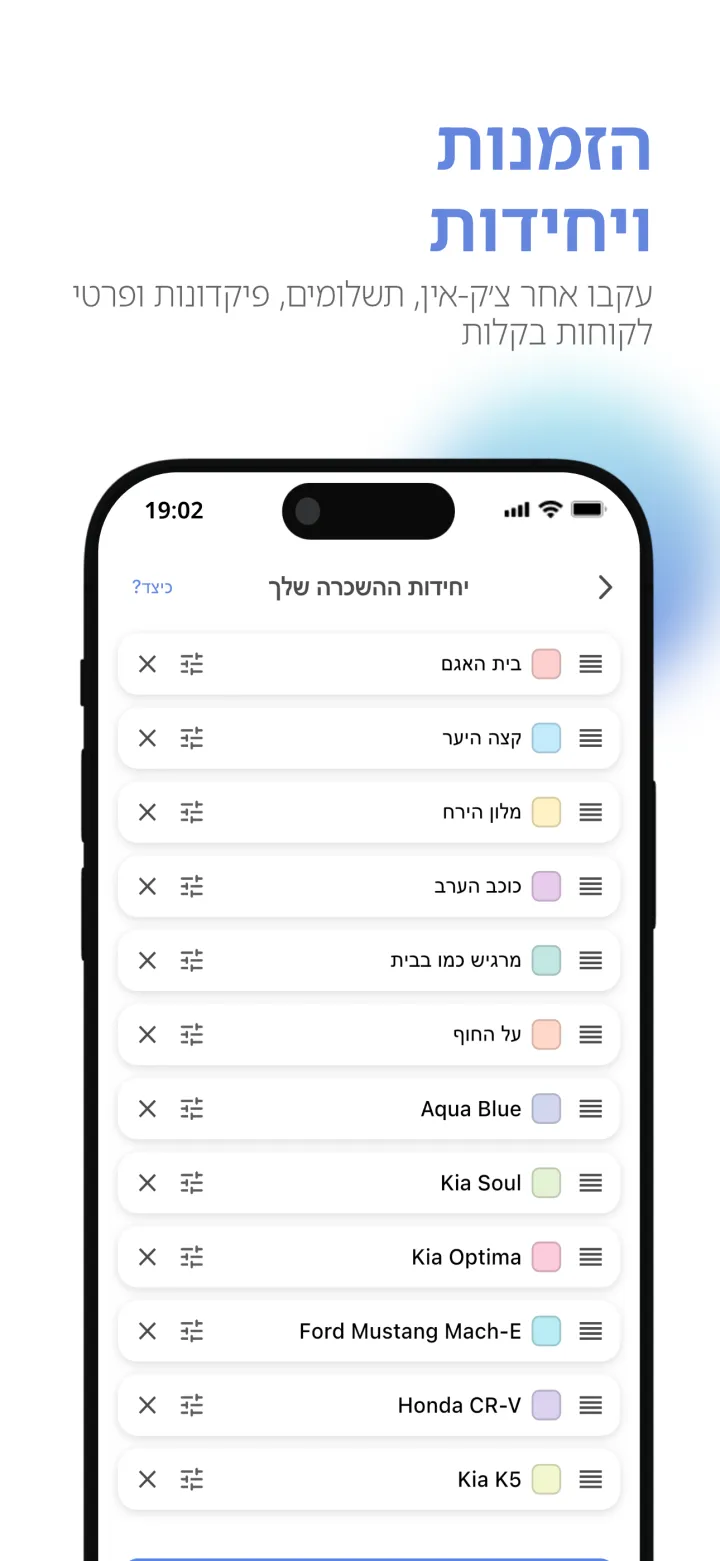 הזמנות
ויחידות
עקבו אחר צ׳ק-אין, תשלומים, פיקדונות ופרטי
לקוחות בקלות
19:02
יחידות ההשכרה שלך
כיצד?
בית האגם
קצה היער
מלון הירח
כוכב הערב
מרגיש כמו בבית
על החוף
Aqua Blue
Kia Soul
Kia Optima
Ford Mustang Mach-E
Honda CR-V
Kia K5